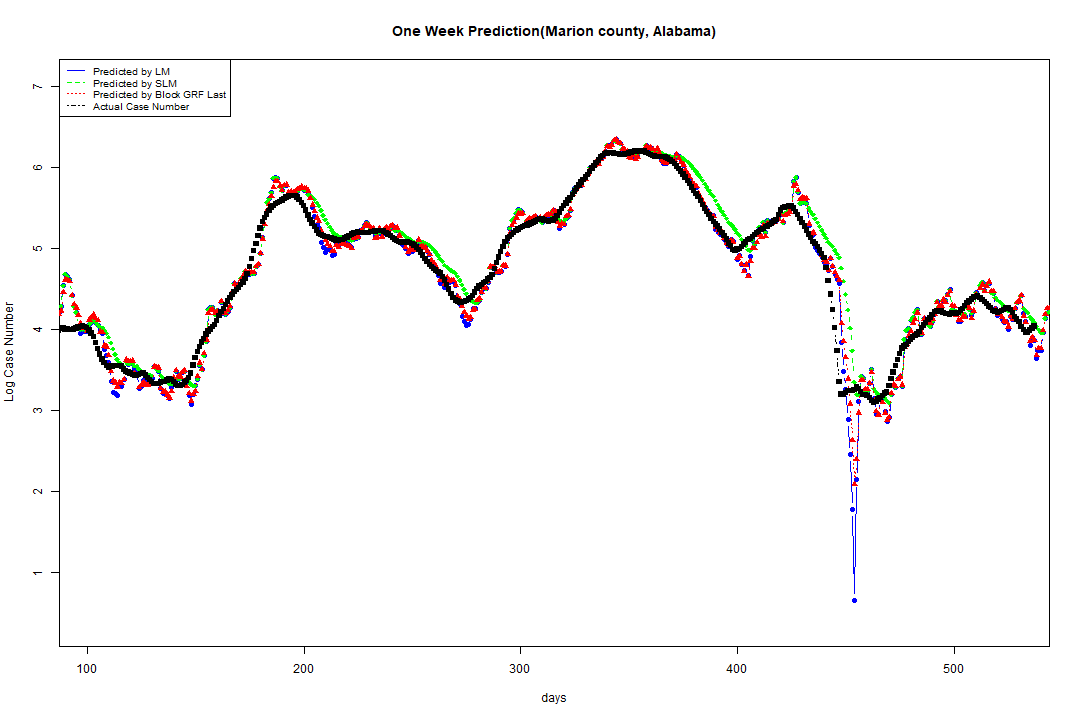 One Week Prediction(Marion county, Alabama)
Predicted by LM
Predicted by SLM
Predicted by Block GRF Last
Actual Case Number
7
6
5
4
3
2
1
Log Case Number
100 200 300 400 500
days